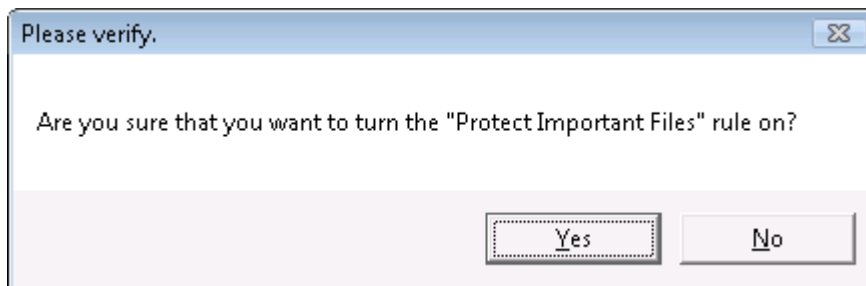 Please verify.
Are you sure that you want to turn the "Protect Important Files" rule on?
Yes No